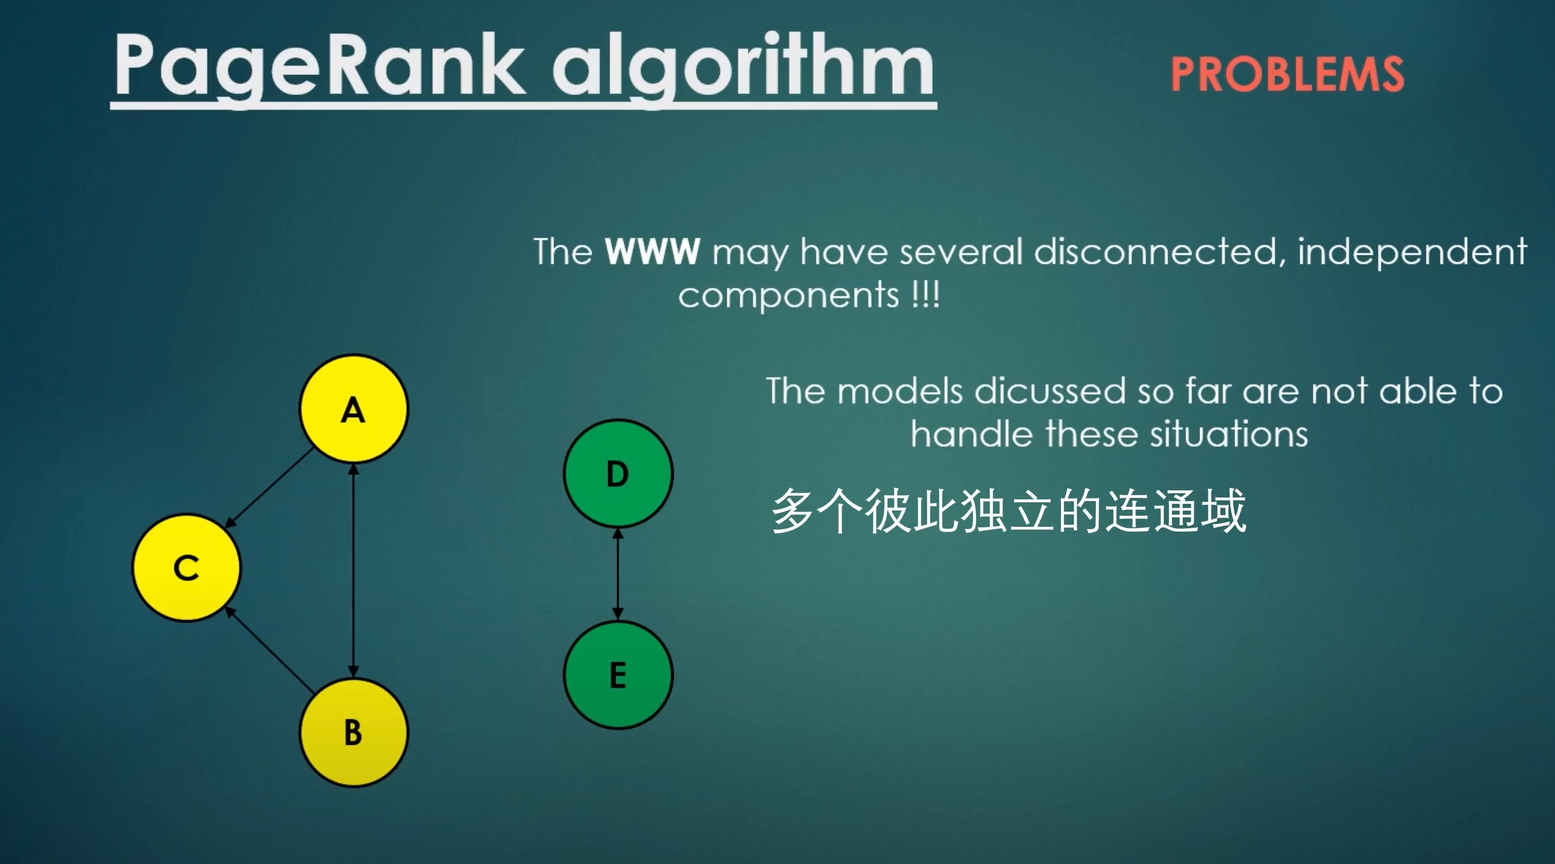 PageRank algorithm
PROBLEMS
The WWW may have several disconnected, independent
components !!!
The models dicussed so far are not able to
handle these situations
多个彼此独立的连通域
A
C
B
D
E